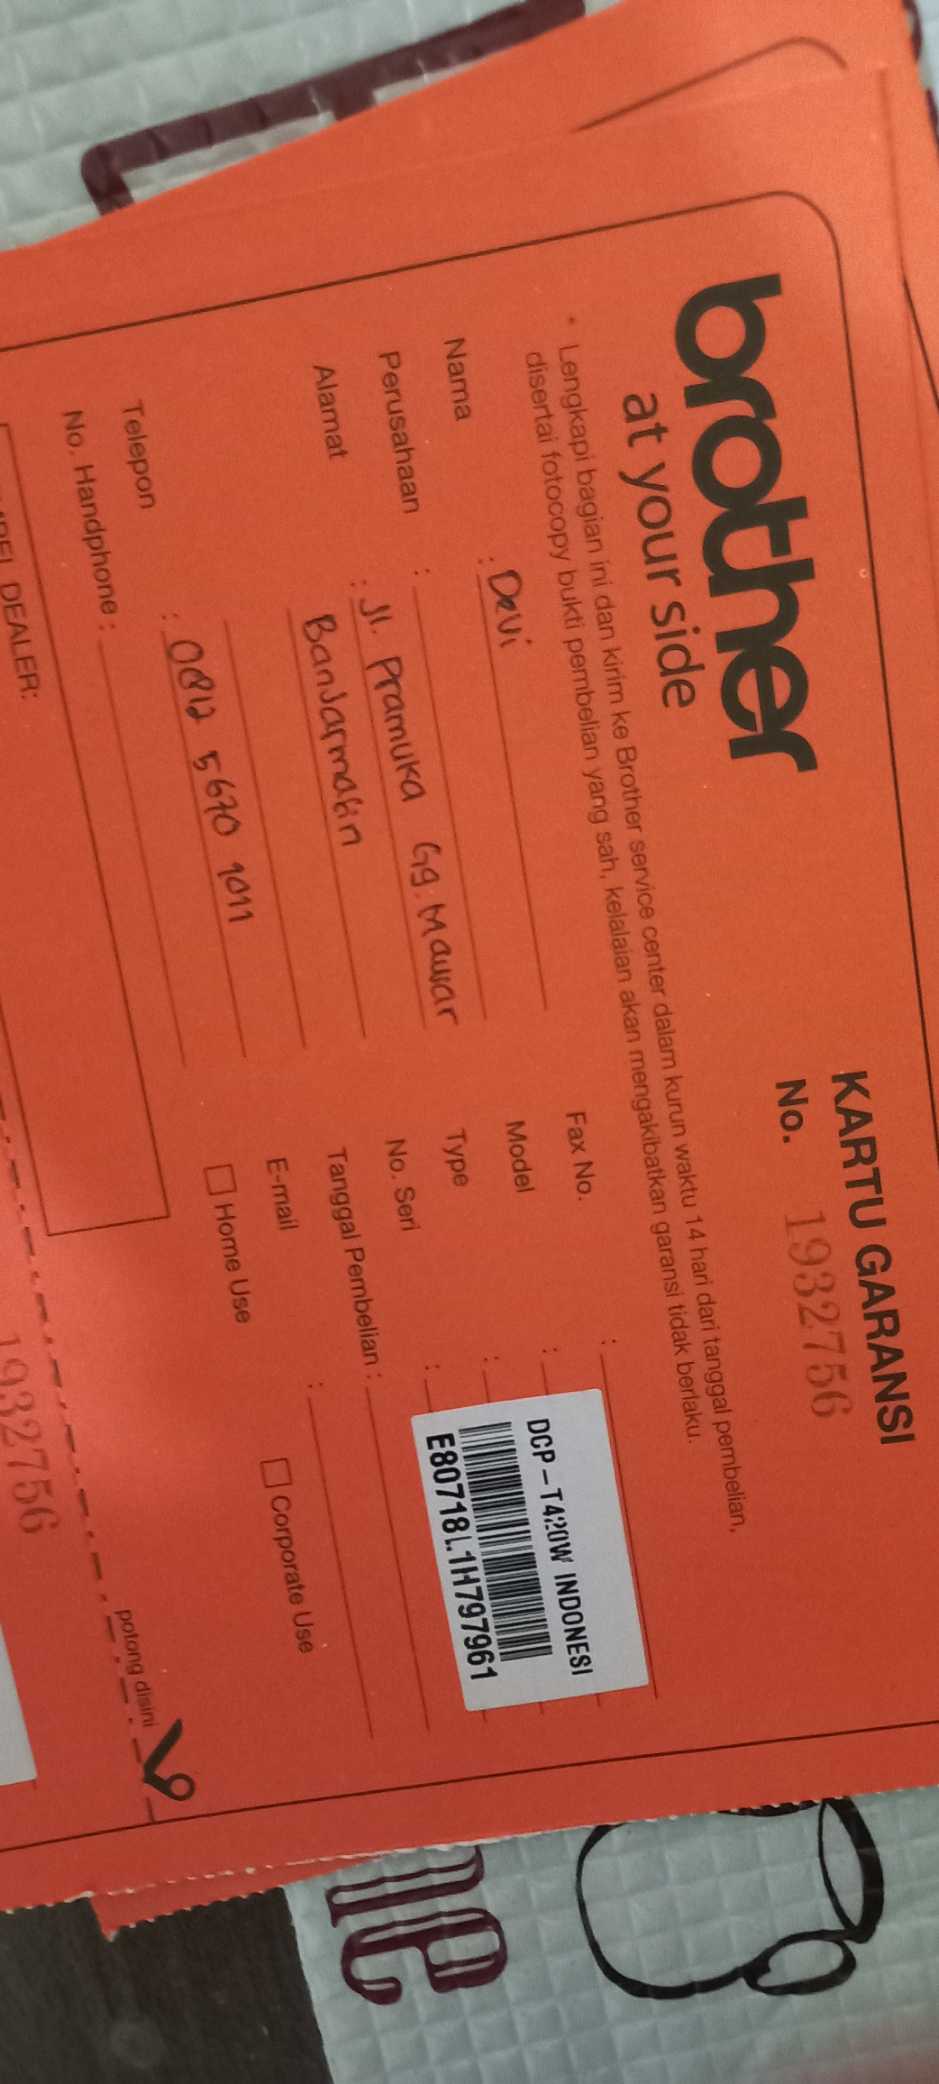 brother
at your side
KARTU GARANSI
No. 1932756
• Lengkapi bagian ini dan kirim ke Brother service center dalam kurun waktu 14 hari dari tanggal pembelian,
disertai fotocopy bukti pembelian yang sah, kelalaian akan mengakibatkan garansi tidak berlaku.
Nama : Devi
Perusahaan :
Alamat : Jl. Pramuka Gg. Mawar
Banjarmasin
Telepon : 0812 5670 9011
No. Handphone :
Fax No. :
Model :
Type :
No. Seri :
DCP-T420W INDONESI
E80718L1H797961
Tanggal Pembelian :
E-mail :
Home Use
Corporate Use
DEALER:
potong disini
1932756
ne